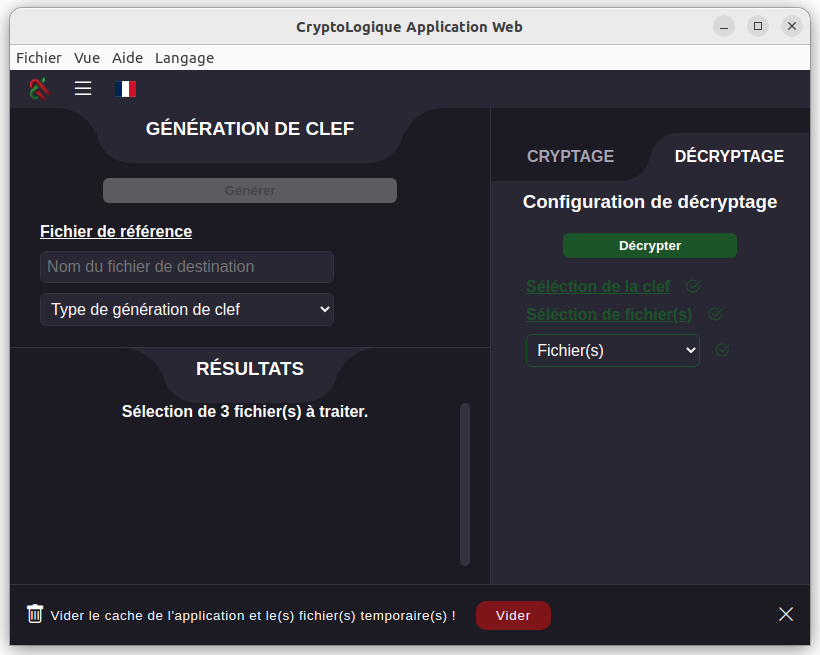 CryptoLogique Application Web
Fichier Vue Aide Langage
GÉNÉRATION DE CLEF
Générer
Fichier de référence
Nom du fichier de destination
Type de génération de clef
RÉSULTATS
Sélection de 3 fichier(s) à traiter.
CRYPTAGE DÉCRYPTAGE
Configuration de décryptage
Décrypter
Séléction de la clef
Séléction de fichier(s)
Fichier(s)
Vider le cache de l'application et le(s) fichier(s) temporaire(s) ! Vider